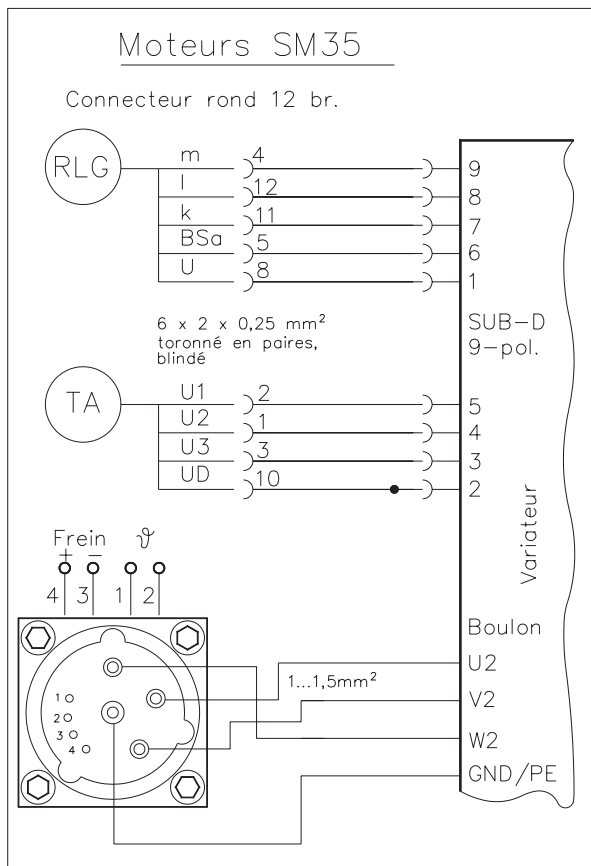 Moteurs SM35
Connecteur rond 12 br.
RLG
m 4 9
l 12 8
k 11 7
BSa 5 6
U 8 1
6 x 2 x 0,25 mm²
toronné en paires,
blindé
SUB-D
9-pol.
TA
U1 2 5
U2 1 4
U3 3 3
UD 10 2
Variateur
Frein ϑ
+ −
4 3 1 2
Boulon
U2
1...1,5mm²
V2
W2
GND/PE
1
2
3
4